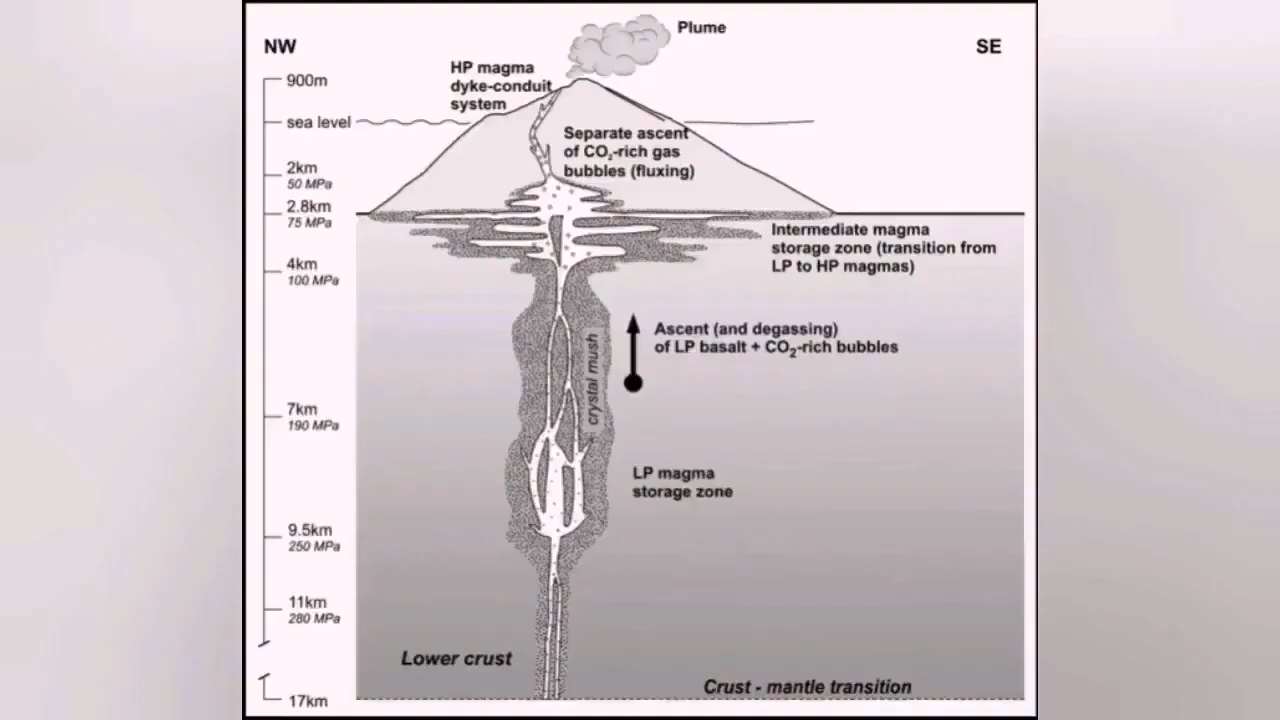 Plume
NW
SE
HP magma
dyke-conduit
system
900m
sea level
Separate ascent
of CO₂-rich gas
bubbles (fluxing)
2km
50 MPa
2.8km
75 MPa
Intermediate magma
storage zone (transition from
LP to HP magmas)
4km
100 MPa
Ascent (and degassing)
of LP basalt + CO₂-rich bubbles
crystal mush
7km
190 MPa
LP magma
storage zone
9.5km
250 MPa
11km
280 MPa
Lower crust
Crust - mantle transition
17km